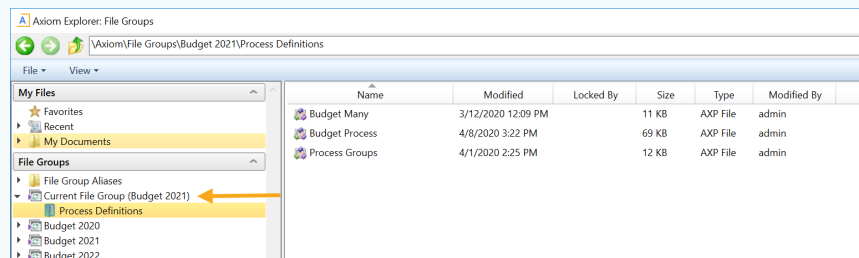 A Axiom Explorer: File Groups
\Axiom\File Groups\Budget 2021\Process Definitions
File View
My Files
Favorites
Recent
My Documents
File Groups
File Group Aliases
Current File Group (Budget 2021)
Process Definitions
Budget 2020
Budget 2021
Budget 2022
Name Modified Locked By Size Type Modified By
Budget Many 3/12/2020 12:09 PM 11 KB AXP File admin
Budget Process 4/8/2020 3:22 PM 69 KB AXP File admin
Process Groups 4/1/2020 2:25 PM 12 KB AXP File admin